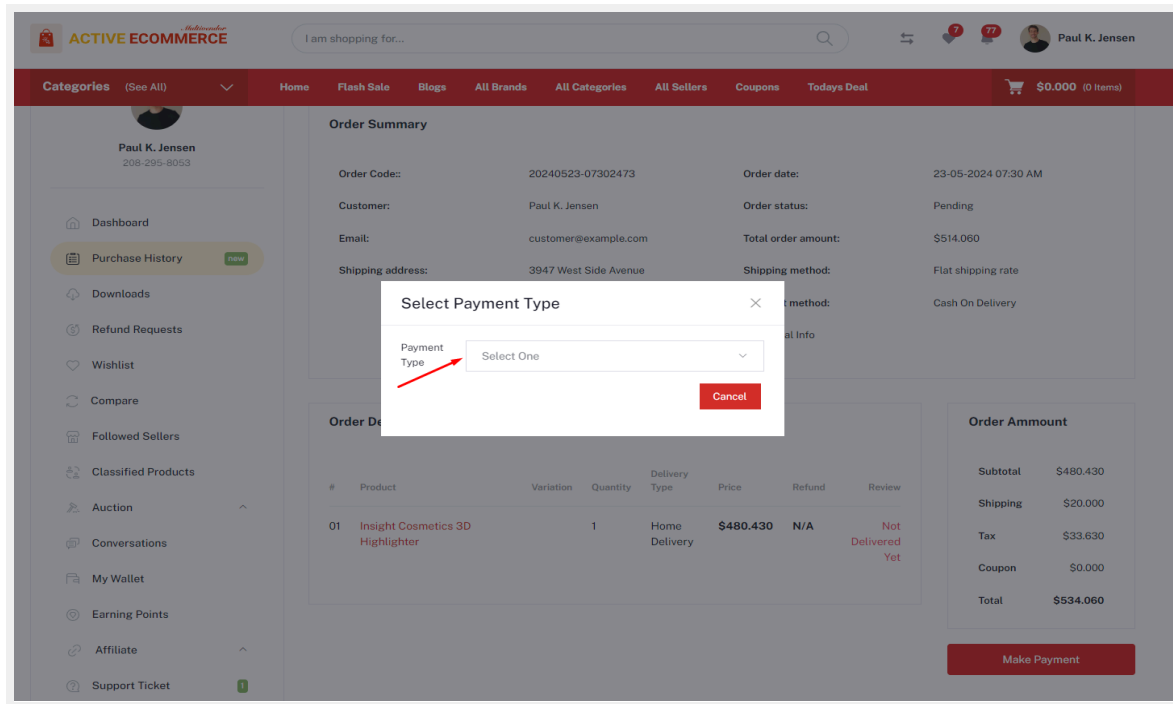 Multivendor
ACTIVE ECOMMERCE
I am shopping for...
7
77
Paul K. Jensen
Categories (See All)
Home Flash Sale Blogs All Brands All Categories All Sellers Coupons Todays Deal
$0.000 (0 Items)
Paul K. Jensen
208-295-8053
Dashboard
Purchase History new
Downloads
Refund Requests
Wishlist
Compare
Followed Sellers
Classified Products
Auction
Conversations
My Wallet
Earning Points
Affiliate
Support Ticket 1
Order Summary
Order Code:: 20240523-07302473 Order date: 23-05-2024 07:30 AM
Customer: Paul K. Jensen Order status: Pending
Email: customer@example.com Total order amount: $514.060
Shipping address: 3947 West Side Avenue Shipping method: Flat shipping rate
method: Cash On Delivery
al Info
Select Payment Type
Payment
Type
Select One
Cancel
Order De
# Product Variation Quantity Delivery Type Price Refund Review
01 Insight Cosmetics 3D Highlighter 1 Home Delivery $480.430 N/A Not Delivered Yet
Order Ammount
Subtotal $480.430
Shipping $20.000
Tax $33.630
Coupon $0.000
Total $534.060
Make Payment